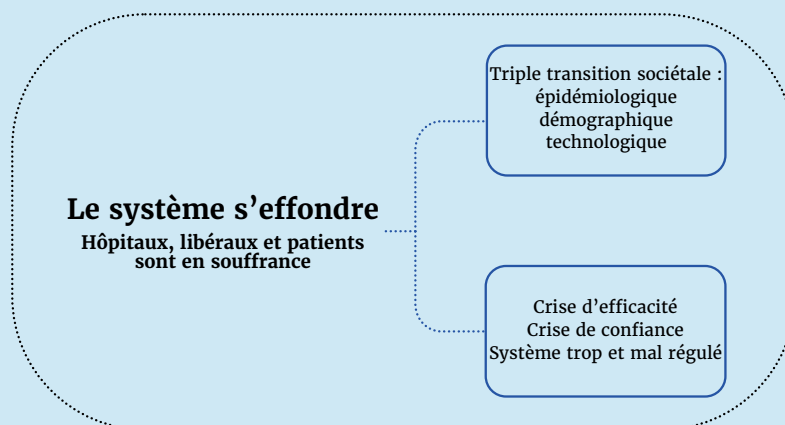 Le système s’effondre
Hôpitaux, libéraux et patients
sont en souffrance
Triple transition sociétale :
épidémiologique
démographique
technologique
Crise d’efficacité
Crise de confiance
Système trop et mal régulé